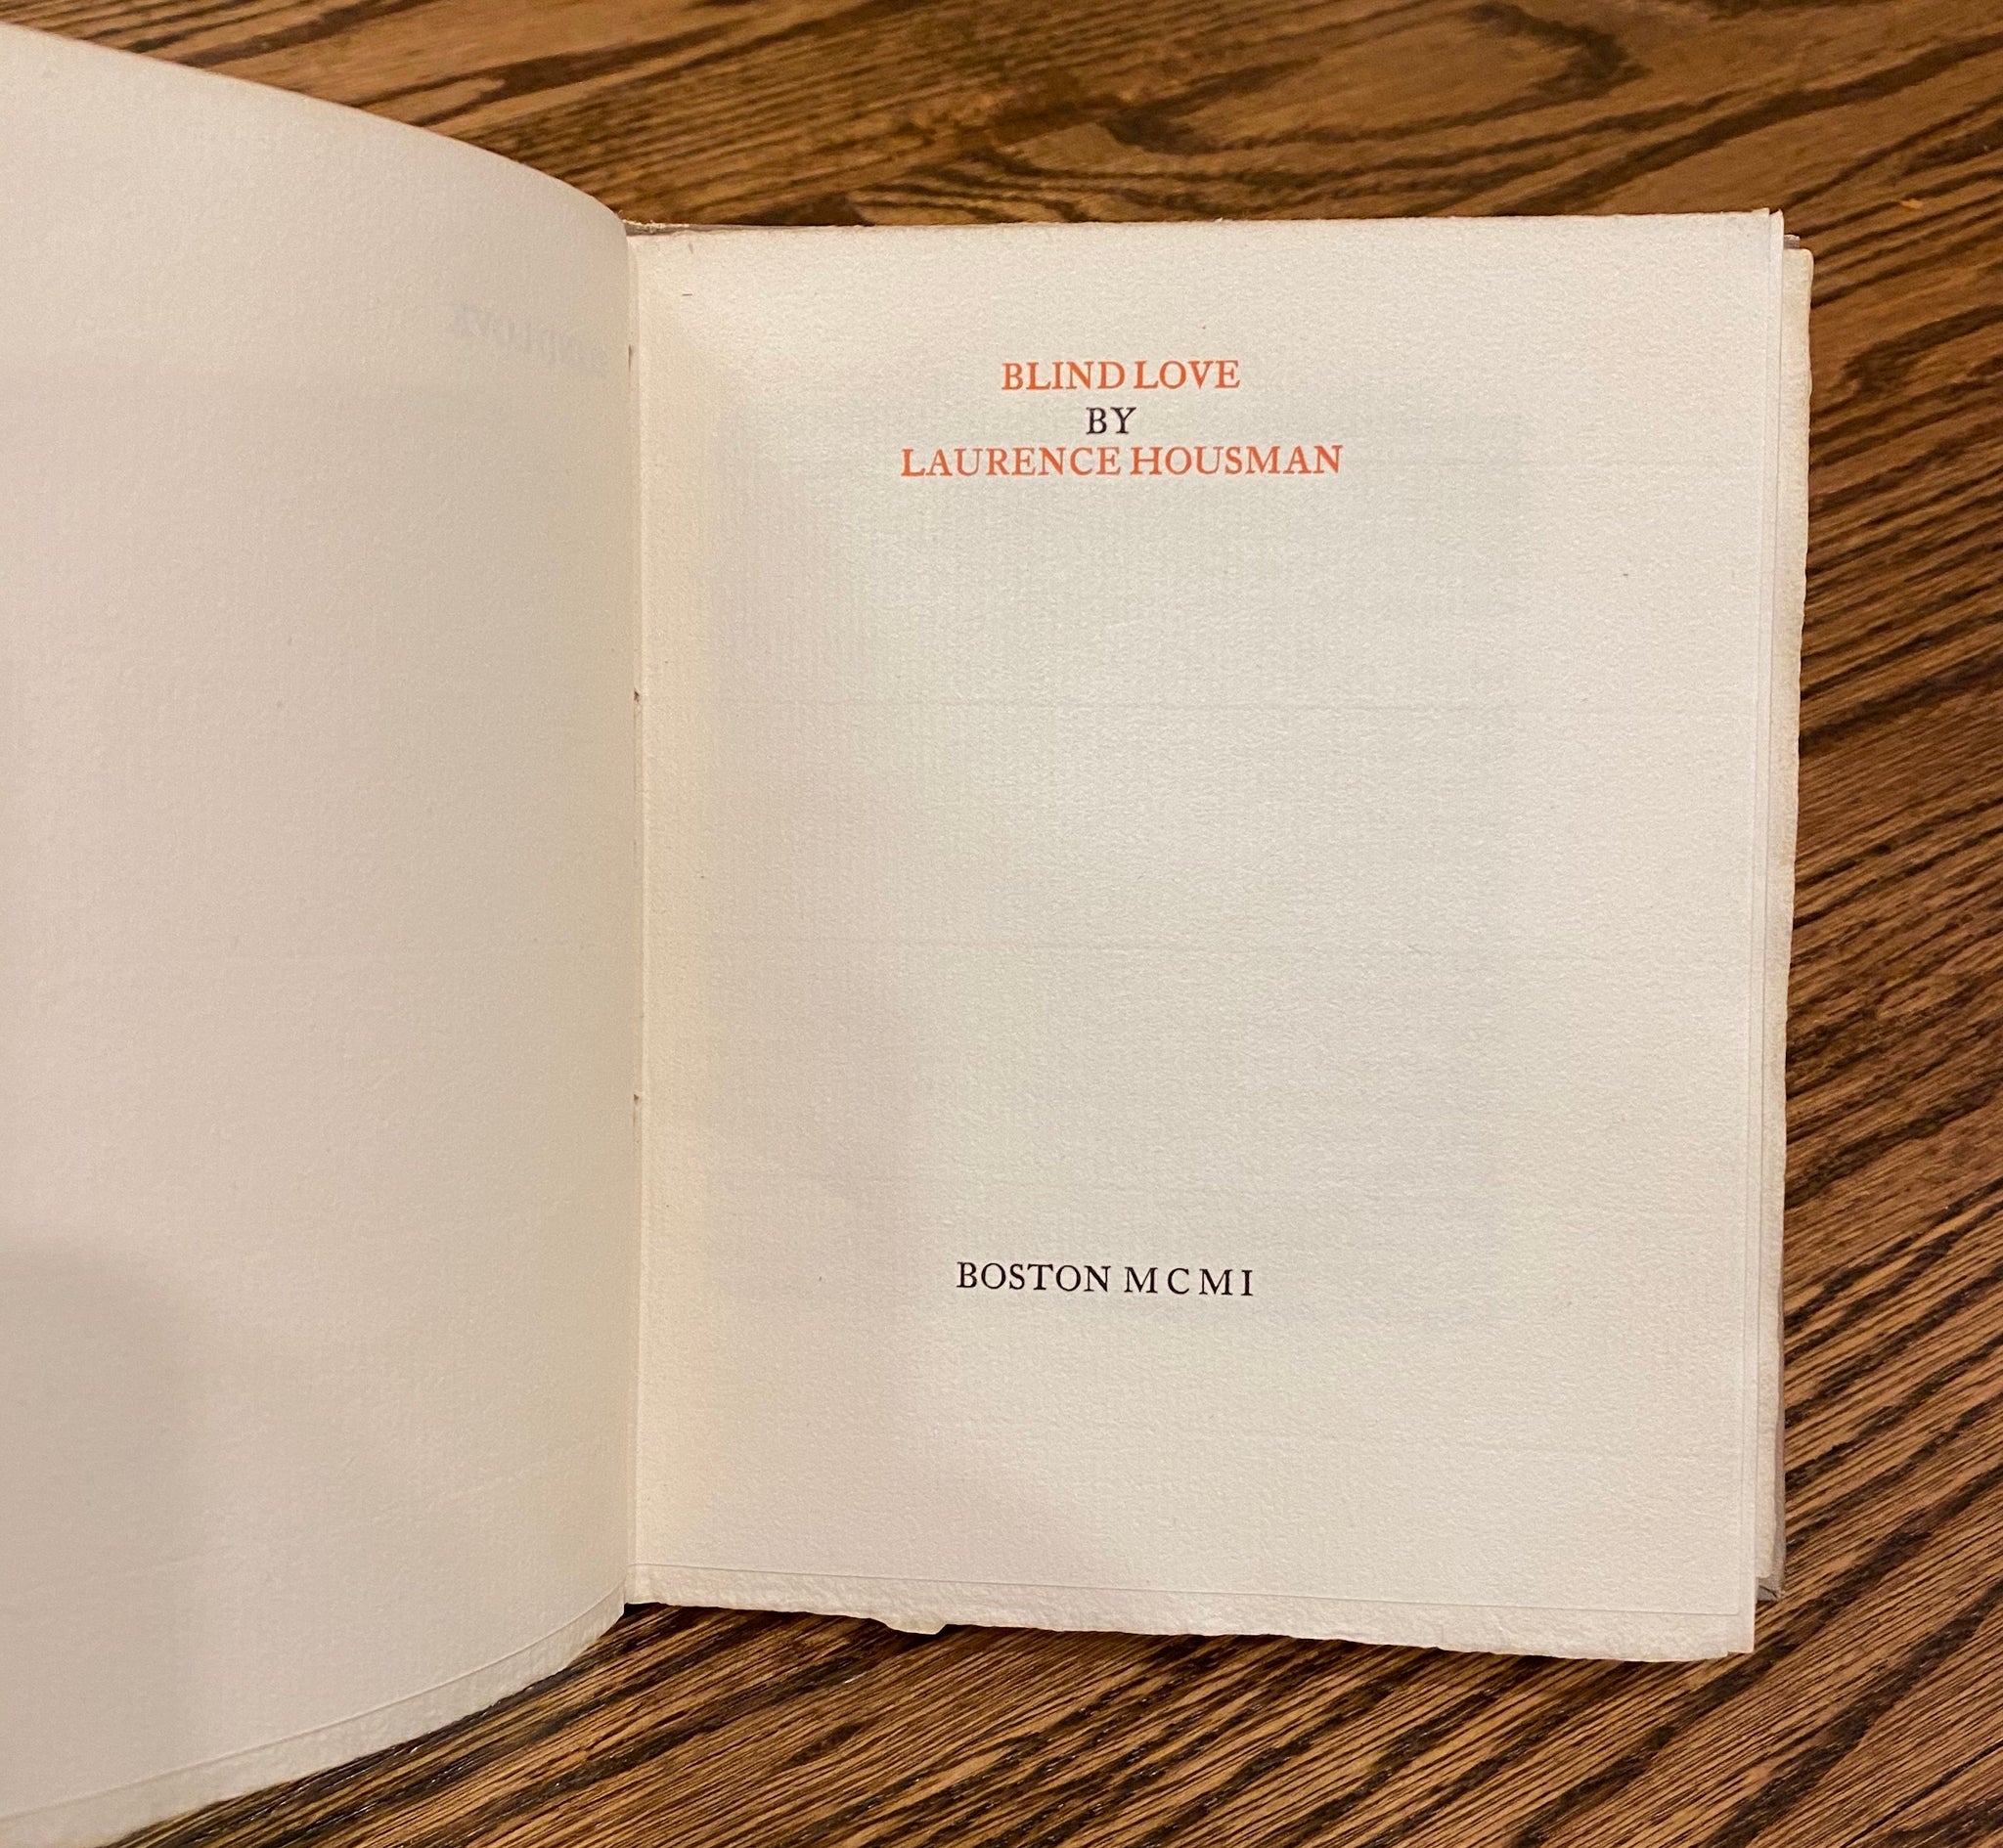 BLIND LOVE
BY
LAURENCE HOUSMAN
BOSTON MCMI